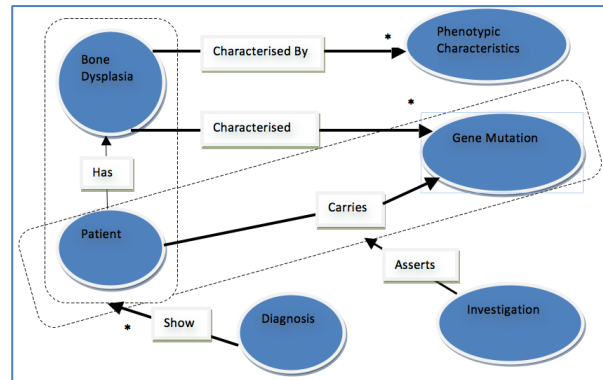 Bone
Dysplasia
Characterised By
*
Phenotypic
Characteristics
Characterised
*
Gene Mutation
Has
Carries
Patient
Asserts
*
Show
Diagnosis
Investigation